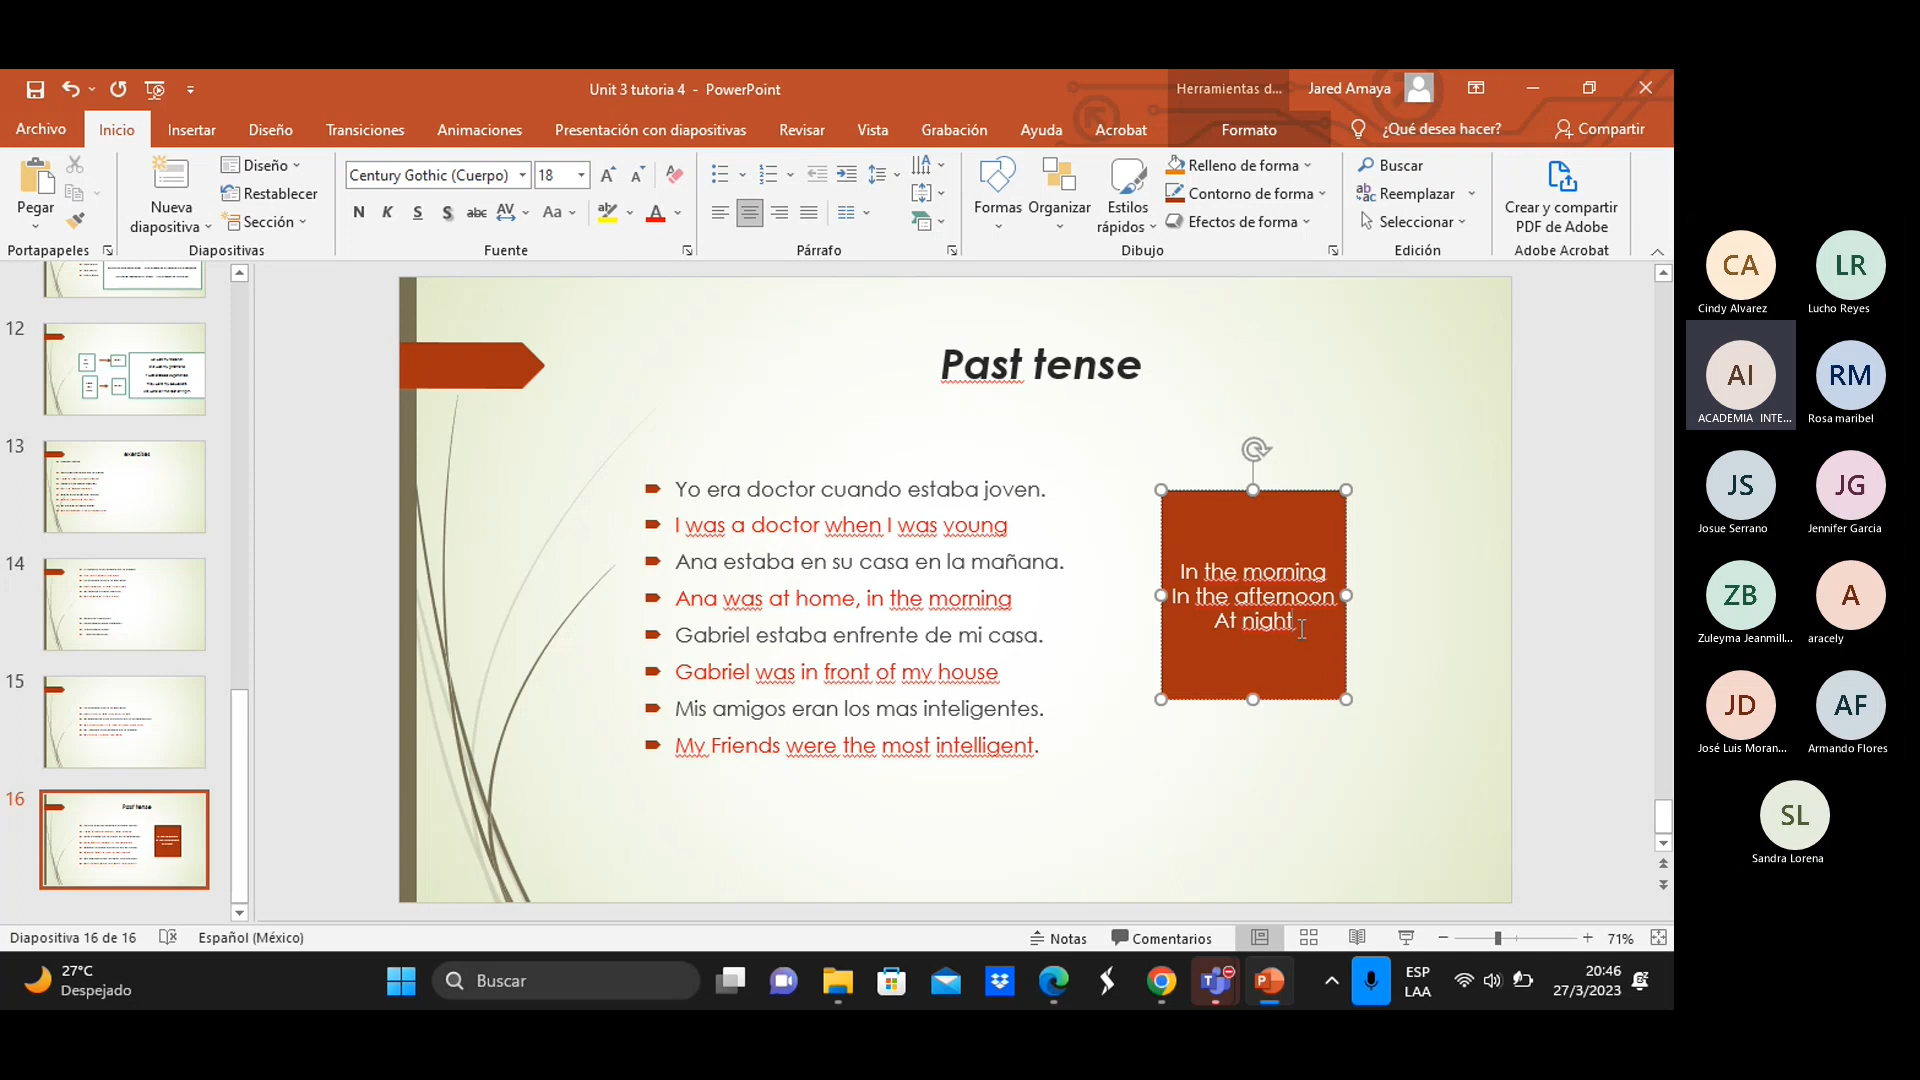 Unit 3 tutoria 4 - PowerPoint
Herramientas d...
Jared Amaya
Archivo
Inicio
Insertar
Diseño
Transiciones
Animaciones
Presentación con diapositivas
Revisar
Vista
Grabación
Ayuda
Acrobat
Formato
¿Qué desea hacer?
Compartir
Pegar
Portapapeles
Nueva diapositiva
Diseño
Restablecer
Sección
Diapositivas
Century Gothic (Cuerpo)
18
N K S S abc AV Aa A
Fuente
Párrafo
Formas
Organizar
Estilos rápidos
Relleno de forma
Contorno de forma
Efectos de forma
Dibujo
Buscar
Reemplazar
Seleccionar
Edición
Crear y compartir
PDF de Adobe
Adobe Acrobat
12
13
exercises
14
15
16
Past tense
Past tense
Yo era doctor cuando estaba joven.
I was a doctor when I was young
Ana estaba en su casa en la mañana.
Ana was at home, in the morning
Gabriel estaba enfrente de mi casa.
Gabriel was in front of my house
Mis amigos eran los mas inteligentes.
My Friends were the most intelligent.
In the morning
In the afternoon
At night
Diapositiva 16 de 16
Español (México)
Notas
Comentarios
71%
27°C
Despejado
Buscar
ESP
LAA
20:46
27/3/2023
CA
Cindy Alvarez
LR
Lucho Reyes
AI
ACADEMIA INTE...
RM
Rosa maribel
JS
Josue Serrano
JG
Jennifer Garcia
ZB
Zuleyma Jeanmill...
A
aracely
JD
José Luis Moran...
AF
Armando Flores
SL
Sandra Lorena